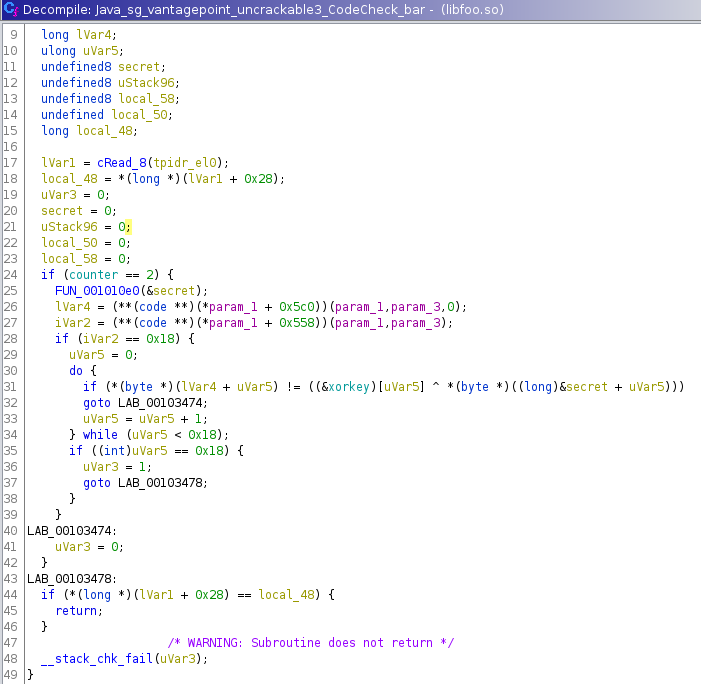 Decompile: Java_sg_vantagepoint_uncrackable3_CodeCheck_bar - (libfoo.so)
9 long lVar4;
10 ulong uVar5;
11 undefined8 secret;
12 undefined8 uStack96;
13 undefined8 local_58;
14 undefined local_50;
15 long local_48;
16
17 lVar1 = cRead_8(tpidr_el0);
18 local_48 = *(long *)(lVar1 + 0x28);
19 uVar3 = 0;
20 secret = 0;
21 uStack96 = 0;
22 local_50 = 0;
23 local_58 = 0;
24 if (counter == 2) {
25 FUN_001010e0(&secret);
26 lVar4 = (**(code **)(*param_1 + 0x5c0))(param_1,param_3,0);
27 iVar2 = (**(code **)(*param_1 + 0x558))(param_1,param_3);
28 if (iVar2 == 0x18) {
29 uVar5 = 0;
30 do {
31 if (*(byte *)(lVar4 + uVar5) != ((&xorkey)[uVar5] ^ *(byte *)((long)&secret + uVar5)))
32 goto LAB_00103474;
33 uVar5 = uVar5 + 1;
34 } while (uVar5 < 0x18);
35 if ((int)uVar5 == 0x18) {
36 uVar3 = 1;
37 goto LAB_00103478;
38 }
39 }
40 LAB_00103474:
41 uVar3 = 0;
42 }
43 LAB_00103478:
44 if (*(long *)(lVar1 + 0x28) == local_48) {
45 return;
46 }
47 /* WARNING: Subroutine does not return */
48 __stack_chk_fail(uVar3);
49 }